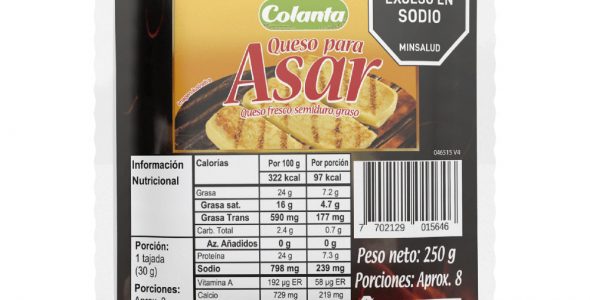 Colanta
Queso para
Asar
Queso fresco, semiduro, graso
EXCESO EN
SODIO
MINSALUD
046515 V4
Información
Nutricional
Porción:
1 tajada
(30 g)
Porciones:
Aprox. 8
Calorías Por 100 g Por porción
322 kcal 97 kcal
Grasa 24 g 7.2 g
Grasa sat. 16 g 4.7 g
Grasa Trans 590 mg 177 mg
Carb. Total 2.4 g 0.7 g
Az. Añadidos 0 g 0 g
Proteína 24 g 7.3 g
Sodio 798 mg 239 mg
Vitamina A 192 µg ER 58 µg ER
Calcio 729 mg 219 mg
7 702129 015646
Peso neto: 250 g
Porciones: Aprox. 8